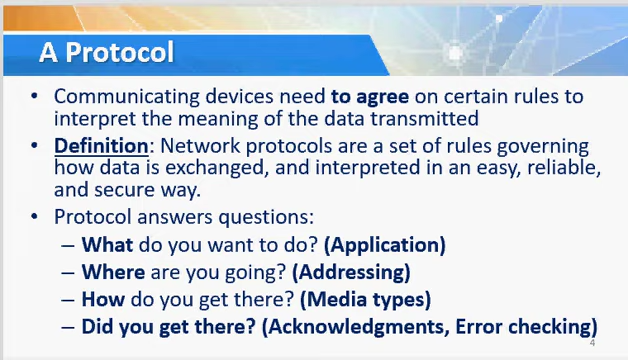 A Protocol
• Communicating devices need to agree on certain rules to
interpret the meaning of the data transmitted
• Definition: Network protocols are a set of rules governing
how data is exchanged, and interpreted in an easy, reliable,
and secure way.
• Protocol answers questions:
– What do you want to do? (Application)
– Where are you going? (Addressing)
– How do you get there? (Media types)
– Did you get there? (Acknowledgments, Error checking)
4